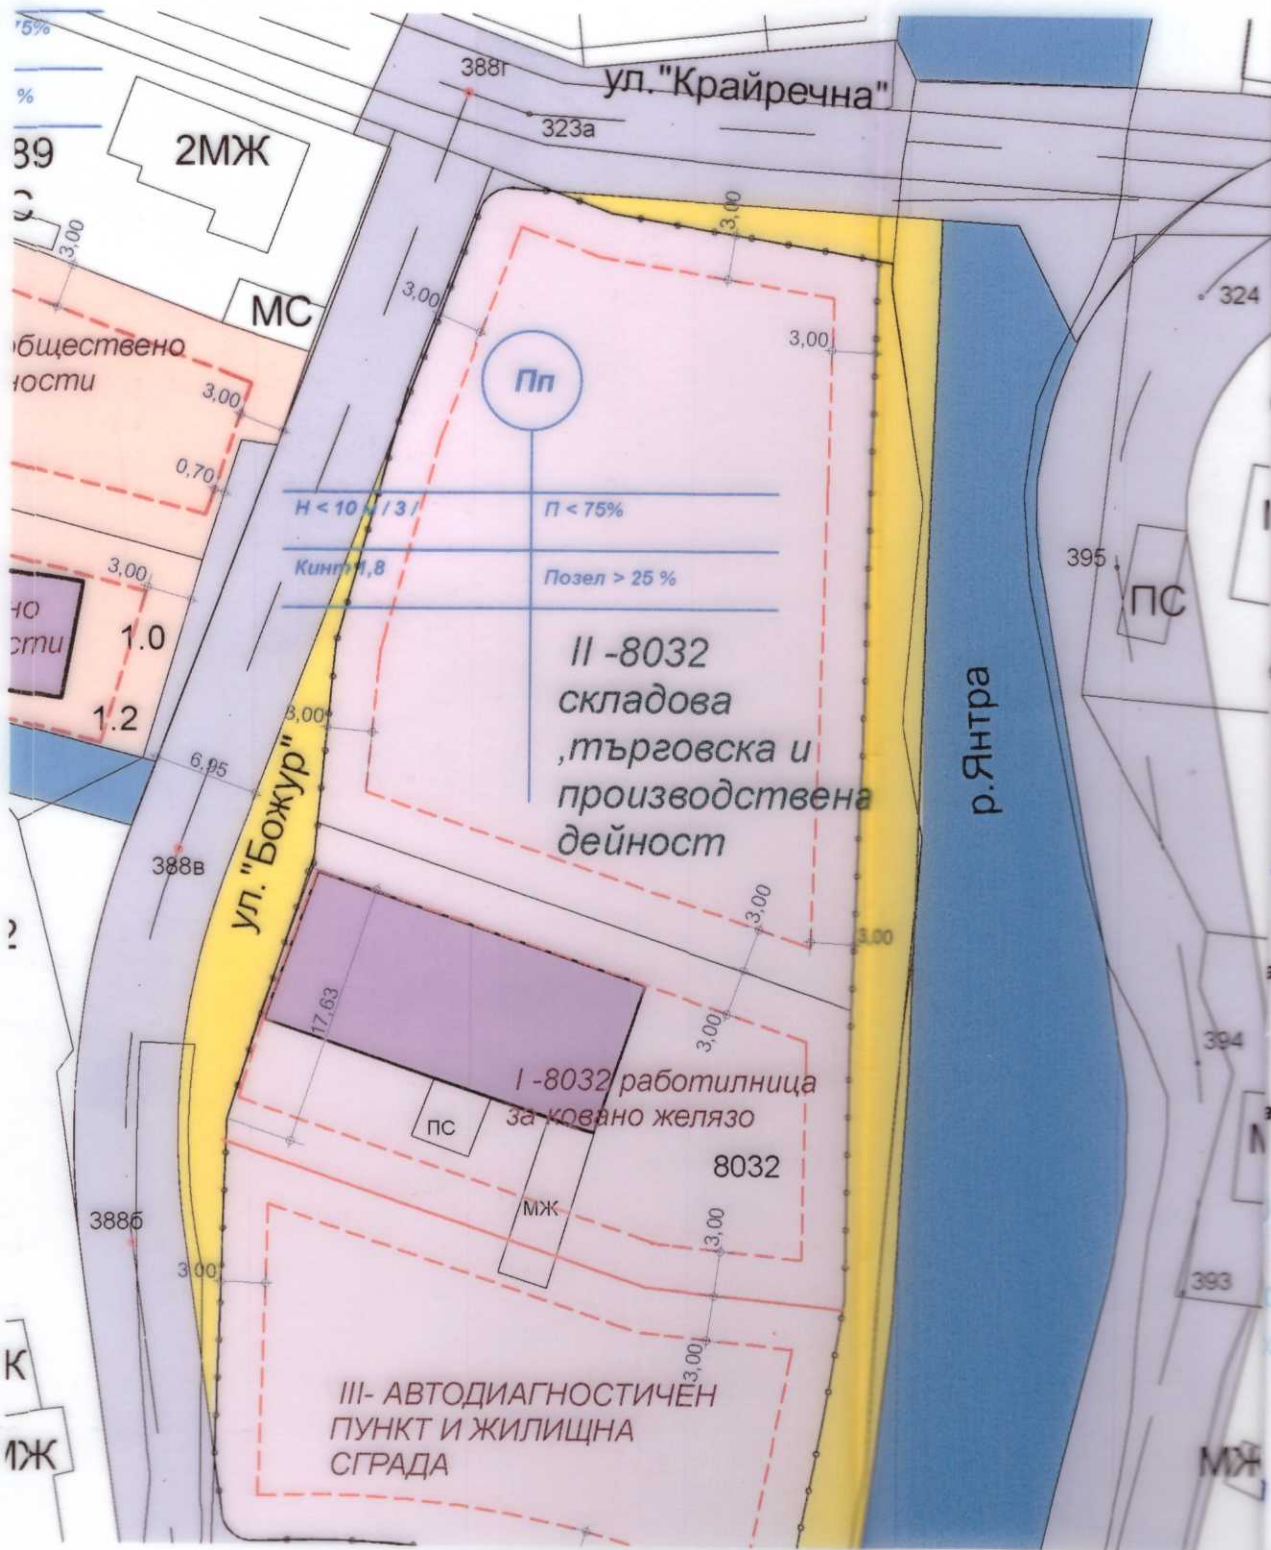 75%
%
388г
ул."Крайречна"
323а
89
2МЖ
С
3,00
3,00
3,00
МС
324
обществено
ности
3,00
3,00
Пп
0,70
H < 10 м / 3 /
П < 75%
Кинт 1,8
Позел > 25 %
3,00
395
ПС
но
сти
1.0
1.2
II -8032
складова
,търговска и
производствена
дейност
3,00
6,95
ул. "Божур"
р.Янтра
388в
3,00
3,00
17,63
3,00
394
I -8032 работилница
за ковано желязо
ПС
8032
МЖ
388б
3,00
3,00
393
3,00
III- АВТОДИАГНОСТИЧЕН
ПУНКТ И ЖИЛИЩНА
СГРАДА
К
МЖ
МЖ